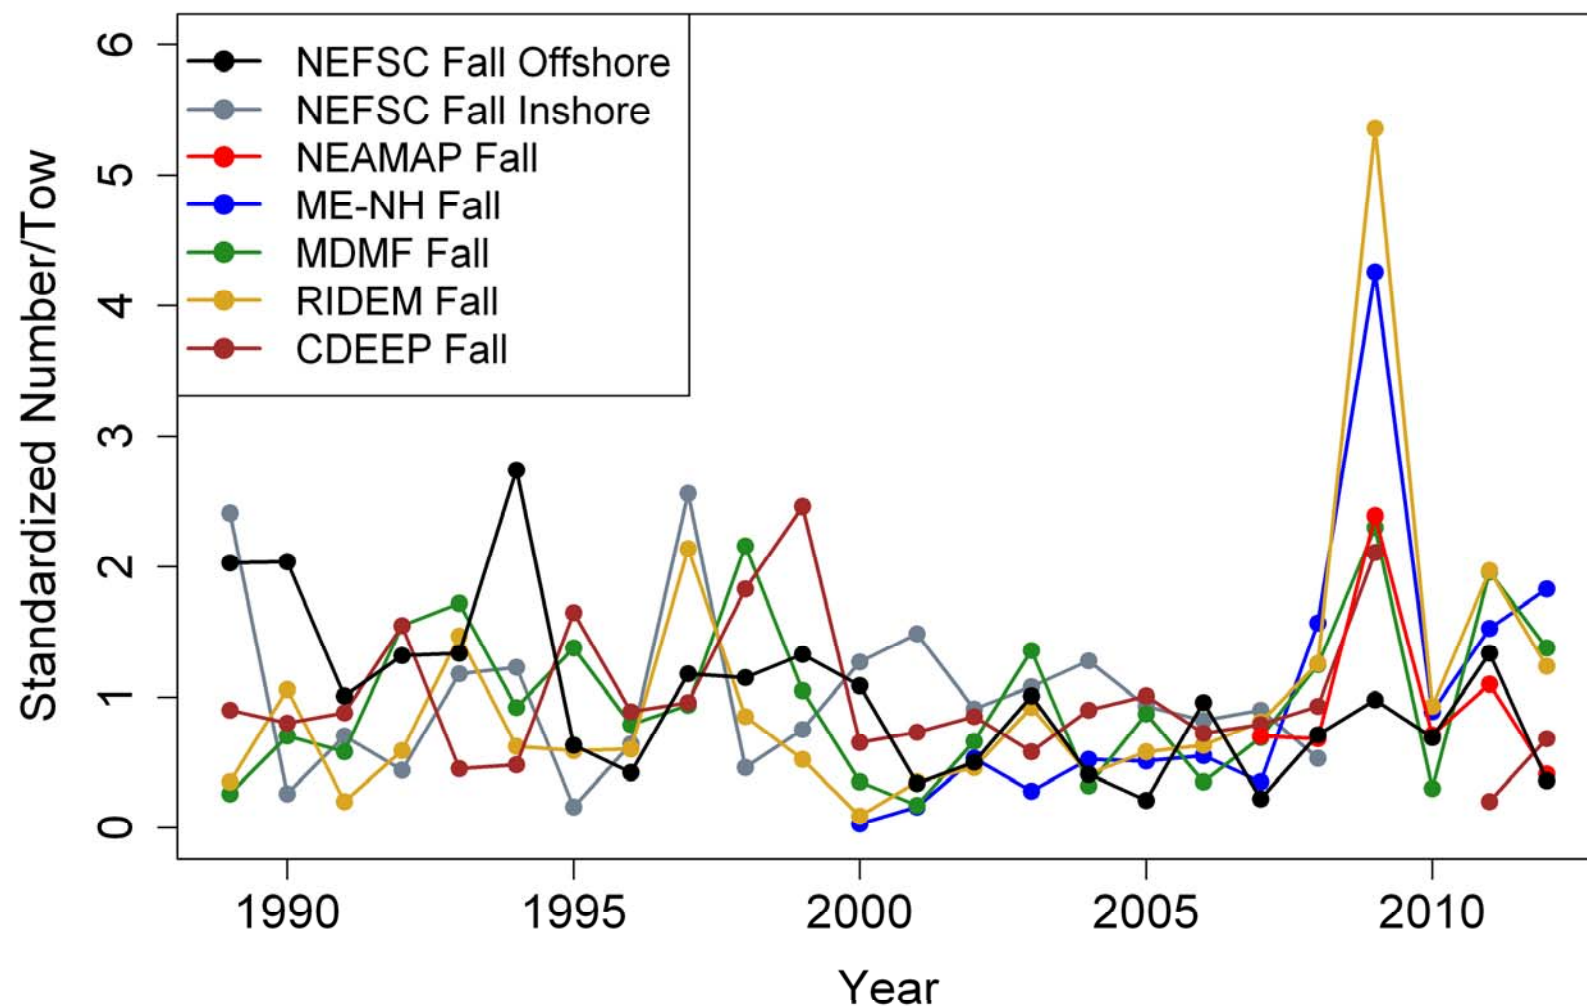 NEFSC Fall Offshore
NEFSC Fall Inshore
NEAMAP Fall
ME-NH Fall
MDMF Fall
RIDEM Fall
CDEEP Fall
Standardized Number/Tow
6
5
4
3
2
1
0
1990 1995 2000 2005 2010
Year